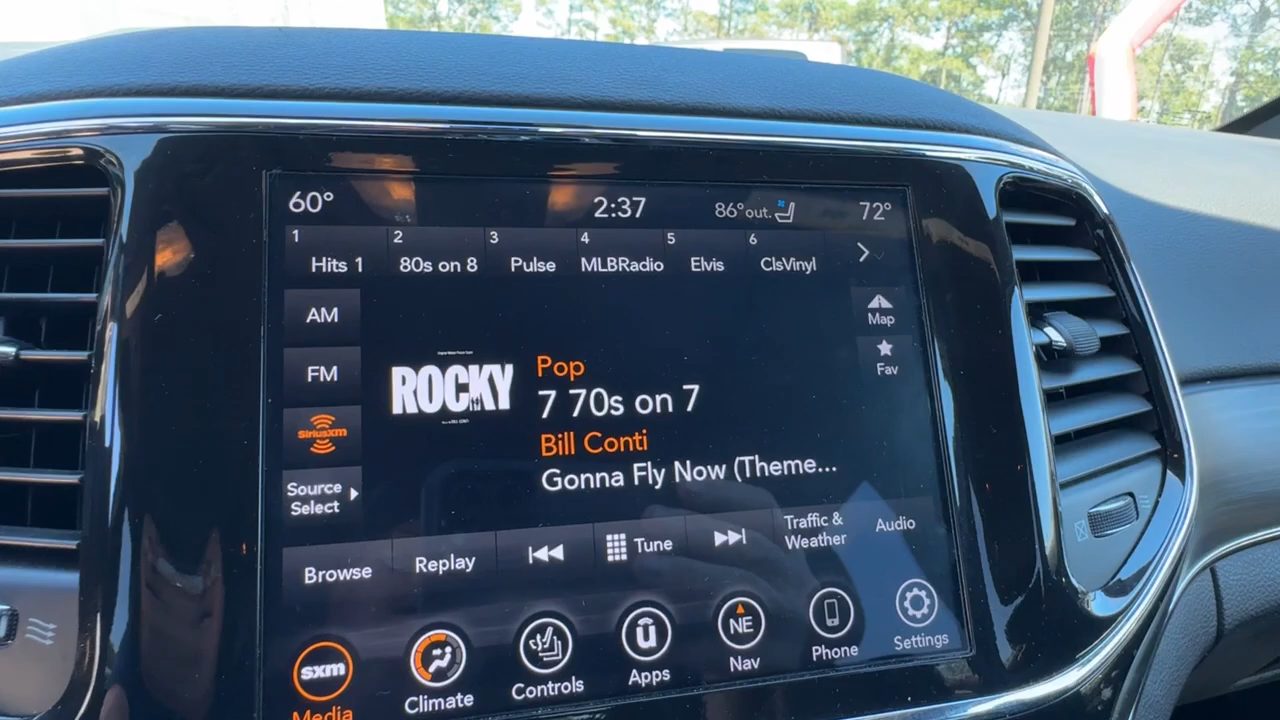 60°
2:37
86°out.
72°
1
2
3
4
5
6
Hits 1
80s on 8
Pulse
MLBRadio
Elvis
ClsVinyl
AM
FM
SiriusXM
Source
Select
ROCKY
Pop
7 70s on 7
Bill Conti
Gonna Fly Now (Theme...
Map
Fav
Browse
Replay
Tune
Traffic &
Weather
Audio
sxm
Media
Climate
Controls
û
Apps
NE
Nav
Phone
Settings